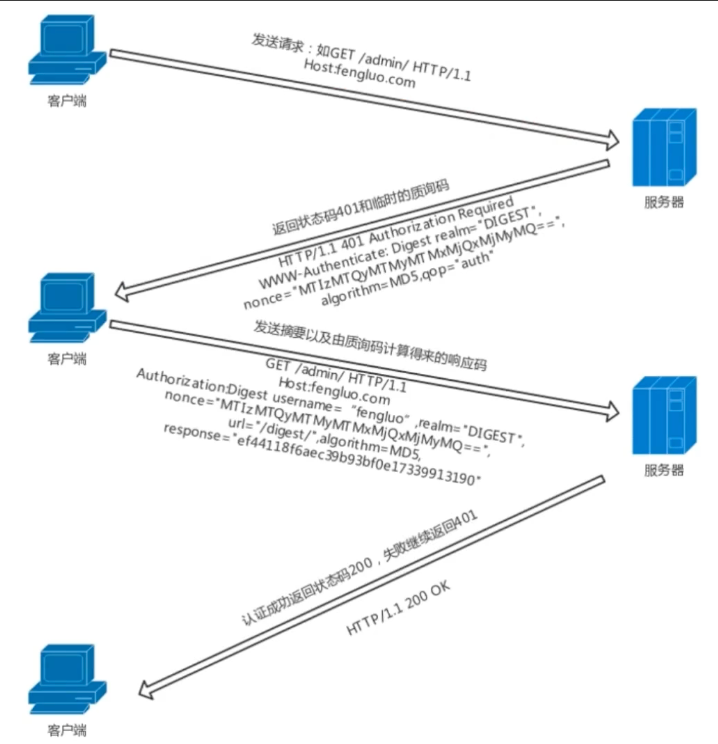 发送请求：如GET /admin/ HTTP/1.1
Host:fengluo.com
客户端
服务器
返回状态码401和临时的质询码
HTTP/1.1 401 Authorization Required
WWW-Authenticate: Digest realm="DIGEST",
nonce="MTIzMTQyMTMyMTMxMjQxMjMyMQ==",
algorithm=MD5,qop="auth"
客户端
发送摘要以及由质询码计算得来的响应码
GET /admin/ HTTP/1.1
Host:fengluo.com
Authorization:Digest username= “fengluo” ,realm="DIGEST",
nonce="MTIzMTQyMTMyMTMxMjQxMjMyMQ==",
url="/digest/",algorithm=MD5,
response="ef44118f6aec39b93bf0e17339913190"
服务器
认证成功返回状态码200，失败继续返回401
HTTP/1.1 200 OK
客户端